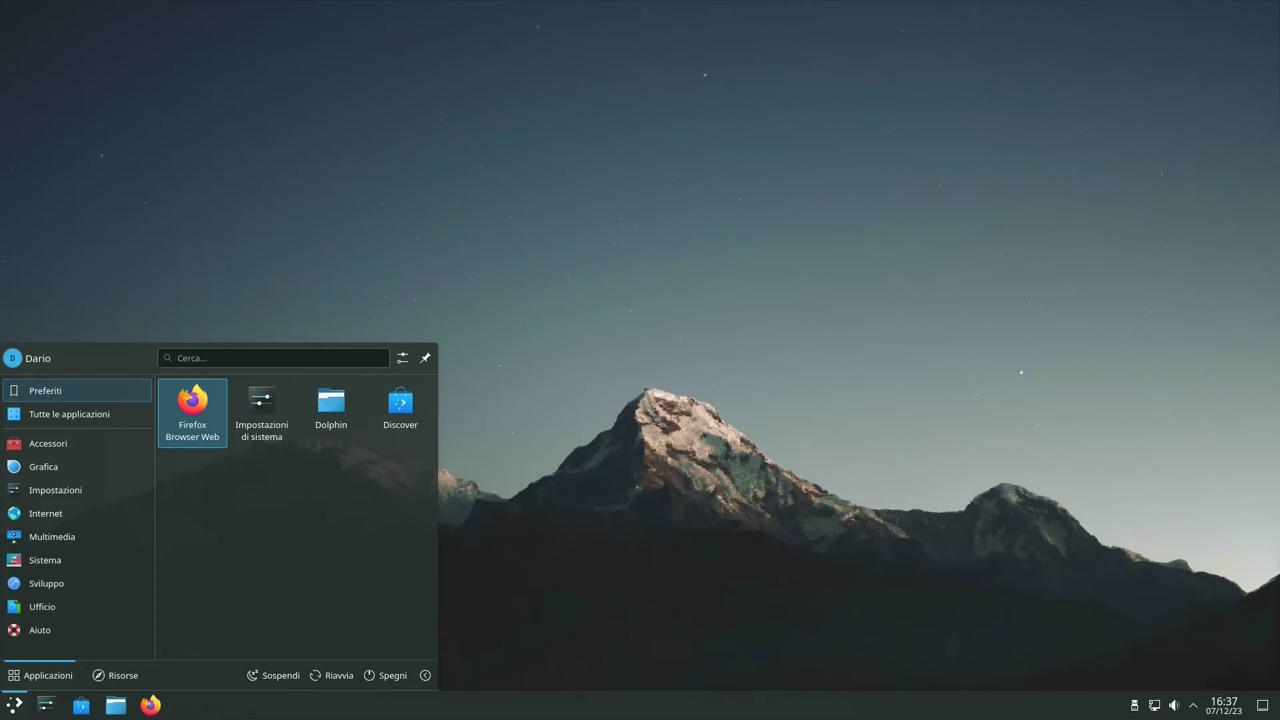 D Dario
Cerca...
Preferiti
Tutte le applicazioni
Accessori
Grafica
Impostazioni
Internet
Multimedia
Sistema
Sviluppo
Ufficio
Aiuto
Firefox
Browser Web
Impostazioni
di sistema
Dolphin
Discover
Applicazioni
Risorse
Sospendi
Riavvia
Spegni
16:37
07/12/23